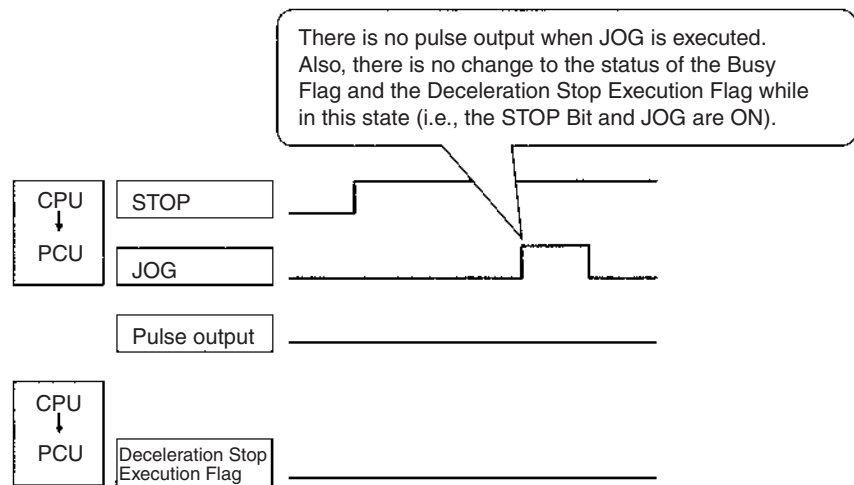 There is no pulse output when JOG is executed.
Also, there is no change to the status of the Busy
Flag and the Deceleration Stop Execution Flag while
in this state (i.e., the STOP Bit and JOG are ON).
CPU
PCU
STOP
JOG
Pulse output
CPU
PCU
Deceleration Stop
Execution Flag